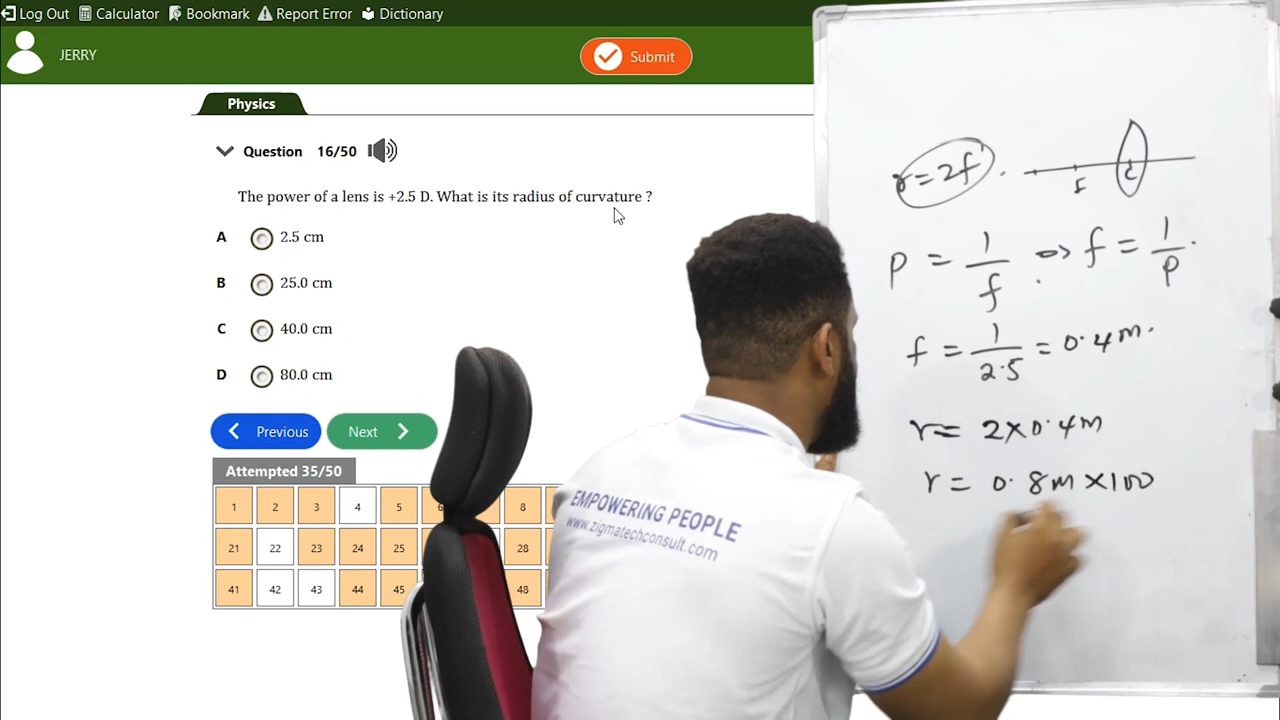 Log Out Calculator Bookmark Report Error Dictionary
JERRY
Submit
Physics
Question 16/50
The power of a lens is +2.5 D. What is its radius of curvature ?
A 2.5 cm
B 25.0 cm
C 40.0 cm
D 80.0 cm
Previous Next
Attempted 35/50
1 2 3 4 5 6 8
21 22 23 24 25 28
41 42 43 44 45 48
EMPOWERING PEOPLE
www.zigmatechconsult.com
r=2f
F C
P = 1/f => f = 1/P.
f = 1/2.5 = 0.4m.
r= 2×0.4m
r = 0.8m×100